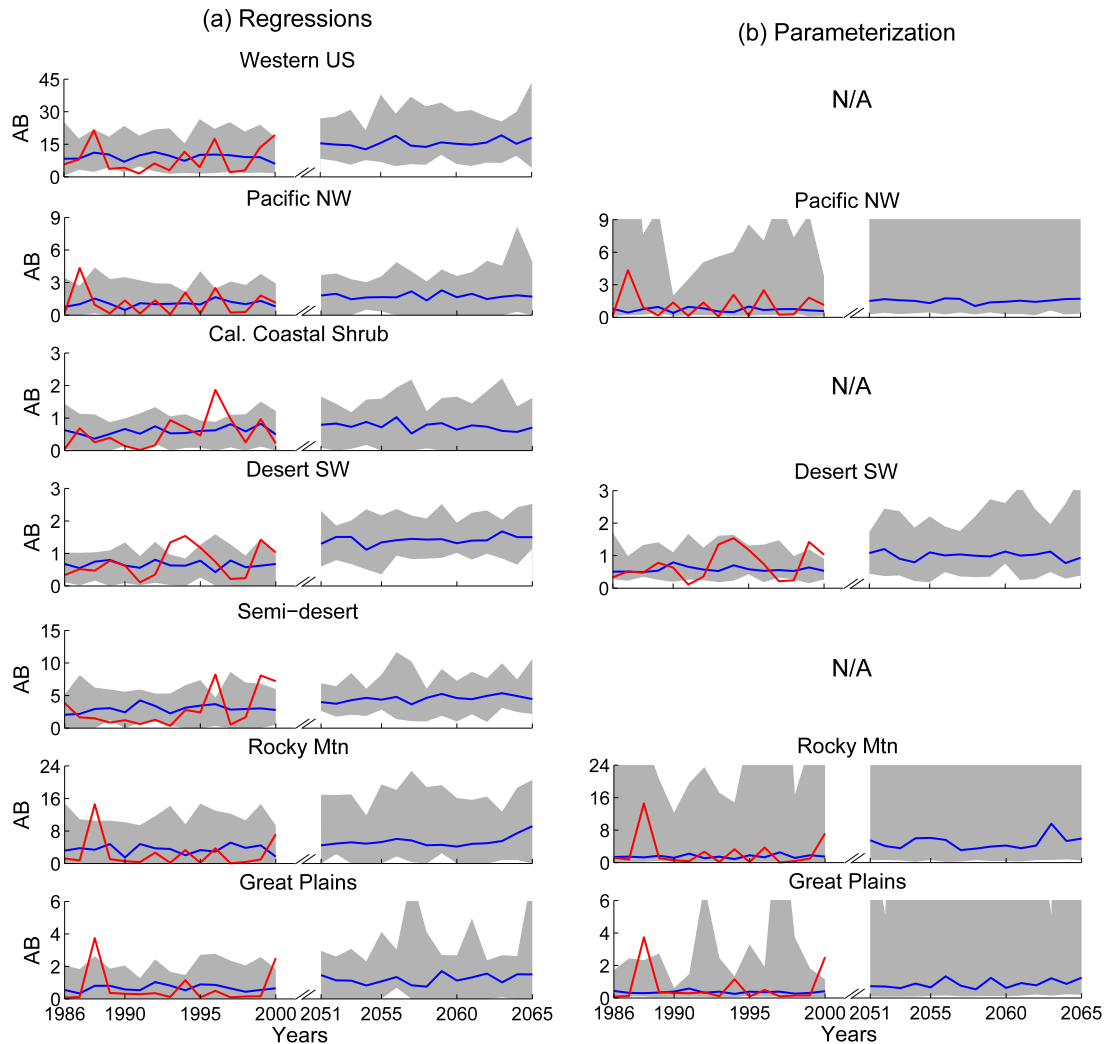 (a) Regressions
(b) Parameterization
Western US
45
30
15
0
AB
N/A
Pacific NW
9
6
3
0
AB
Pacific NW
9
6
3
0
Cal. Coastal Shrub
3
2
1
0
AB
N/A
Desert SW
3
2
1
0
AB
Desert SW
3
2
1
0
Semi−desert
15
10
5
0
AB
N/A
Rocky Mtn
24
16
8
0
AB
Rocky Mtn
24
16
8
0
Great Plains
6
4
2
0
AB
1986 1990 1995 2000 2051 2055 2060 2065
Years
Great Plains
6
4
2
0
1986 1990 1995 2000 2051 2055 2060 2065
Years